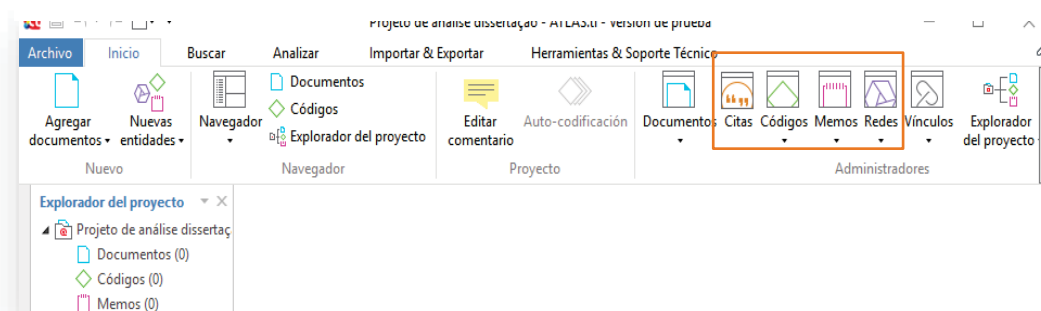 Projeto de análise dissertação - ATLAS.ti - Versión de prueba
Archivo Inicio Buscar Analizar Importar & Exportar Herramientas & Soporte Técnico
Agregar documentos
Nuevas entidades
Navegador
Documentos
Códigos
Explorador del proyecto
Editar comentario
Auto-codificación
Documentos
Citas
Códigos
Memos
Redes
Vínculos
Explorador del proyecto
Nuevo
Navegador
Proyecto
Administradores
Explorador del proyecto
Projeto de análise dissertaç
Documentos (0)
Códigos (0)
Memos (0)